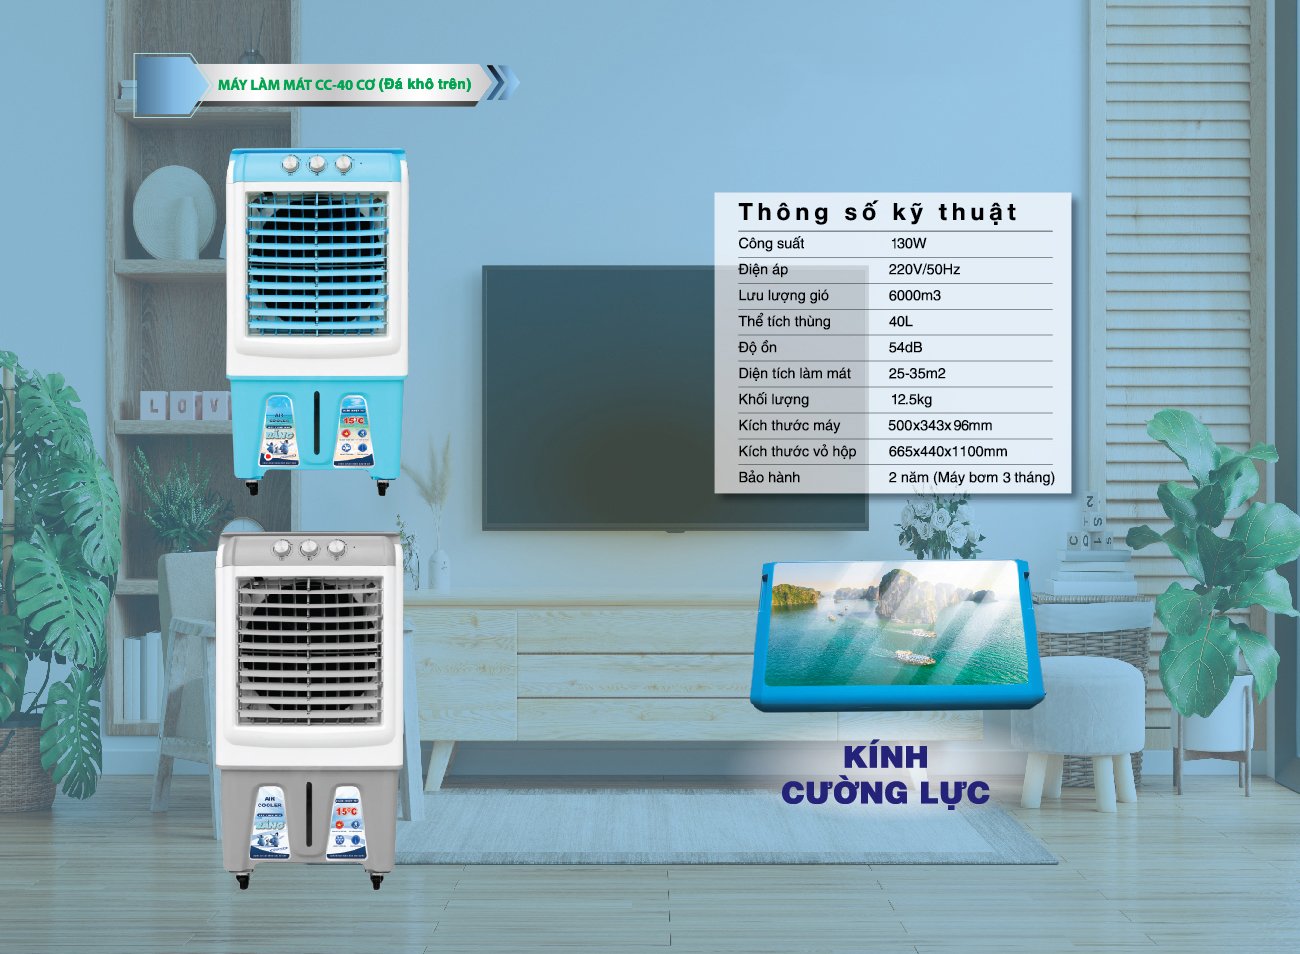 MÁY LÀM MÁT CC-40 CƠ (Đá khô trên)
Thông số kỹ thuật
Công suất 130W
Điện áp 220V/50Hz
Lưu lượng gió 6000m3
Thể tích thùng 40L
Độ ồn 54dB
Diện tích làm mát 25-35m2
Khối lượng 12.5kg
Kích thước máy 500x343x96mm
Kích thước vỏ hộp 665x440x1100mm
Bảo hành 2 năm (Máy bơm 3 tháng)
LOV
AIR
COOLER
15°C
AIR
COOLER
15°C
KÍNH
CƯỜNG LỰC